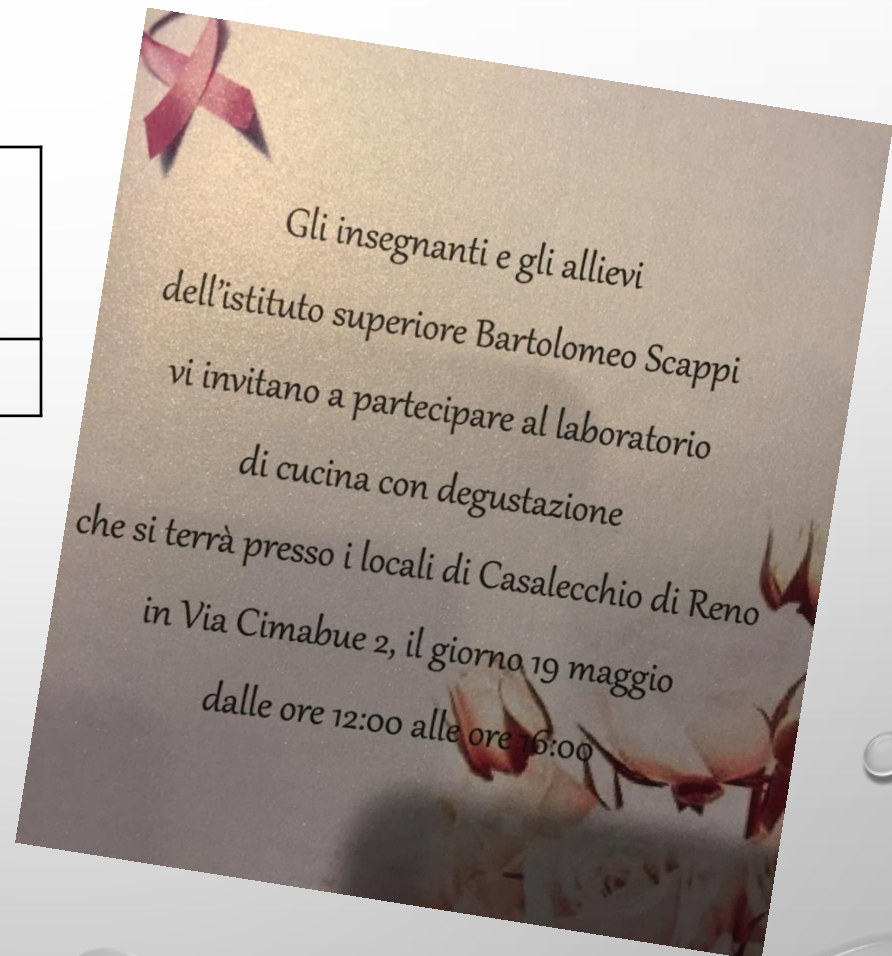 Gli insegnanti e gli allievi
dell'istituto superiore Bartolomeo Scappi
vi invitano a partecipare al laboratorio
di cucina con degustazione
che si terrà presso i locali di Casalecchio di Reno
in Via Cimabue 2, il giorno 19 maggio
dalle ore 12:00 alle ore 16:00